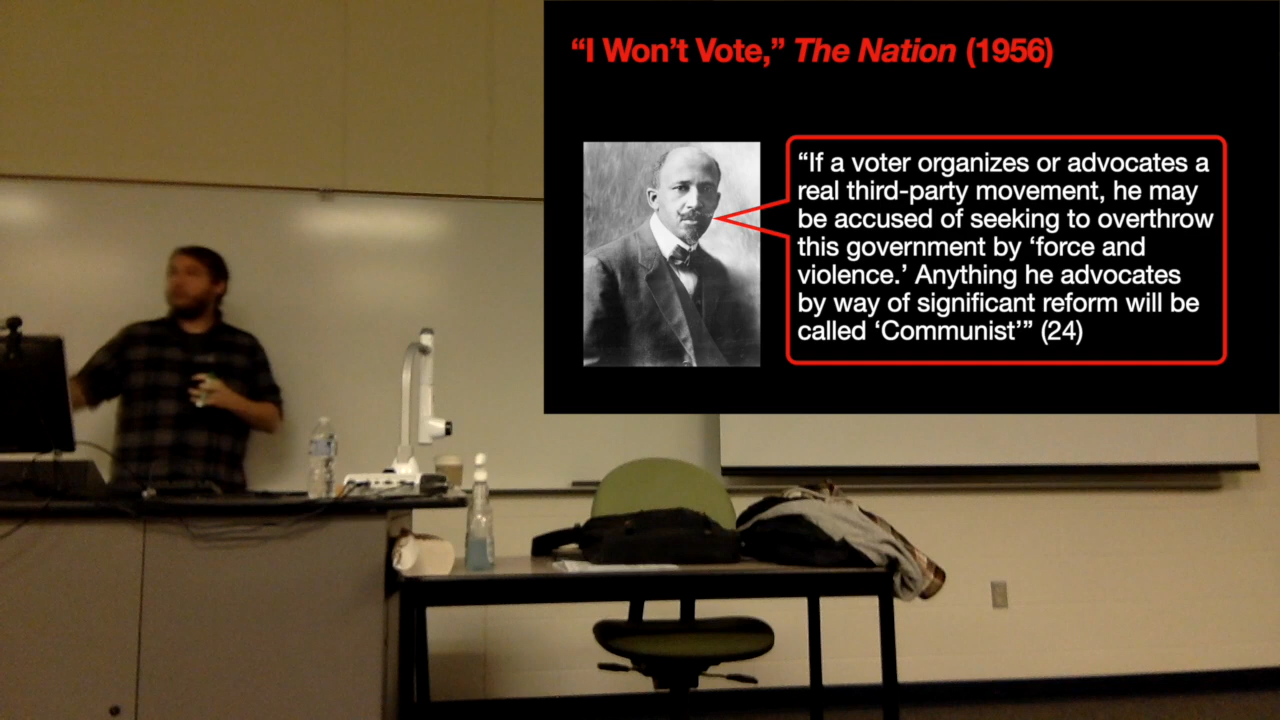 “I Won’t Vote,” The Nation (1956)
“If a voter organizes or advocates a
real third-party movement, he may
be accused of seeking to overthrow
this government by ‘force and
violence.’ Anything he advocates
by way of significant reform will be
called ‘Communist’” (24)